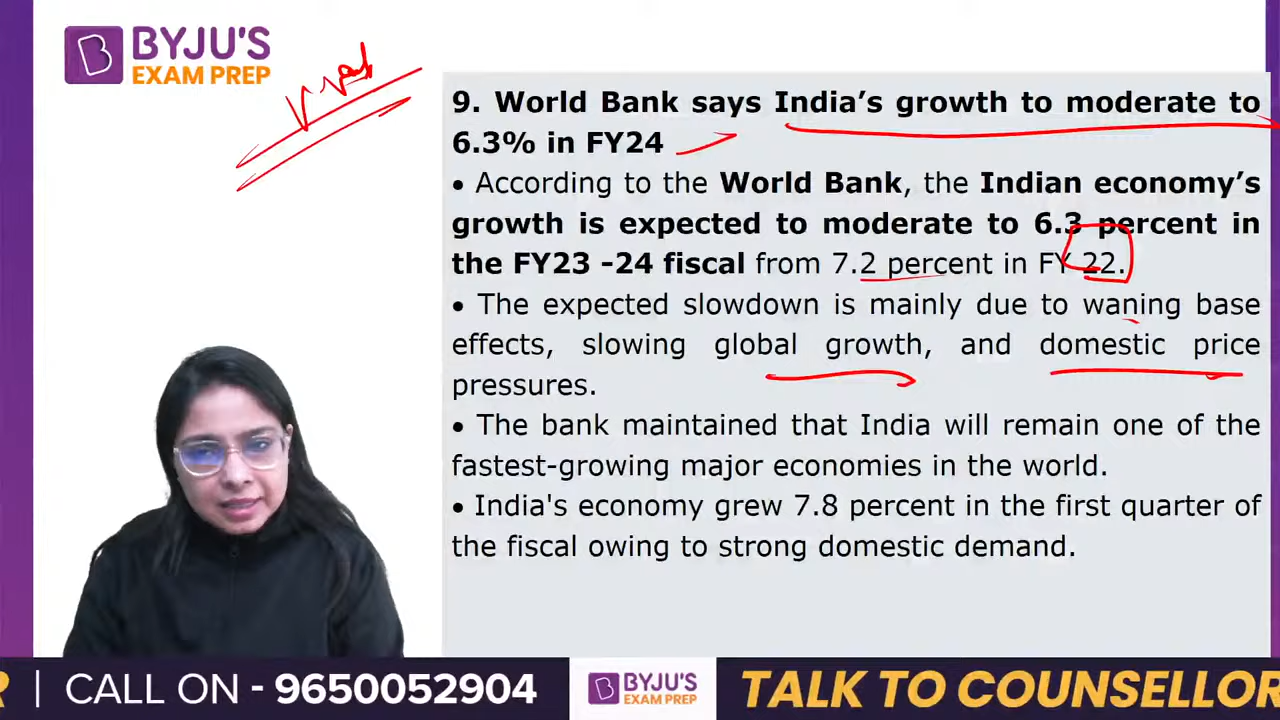 BYJU'S
EXAM PREP
9. World Bank says India's growth to moderate to
6.3% in FY24
• According to the World Bank, the Indian economy's
growth is expected to moderate to 6.3 percent in
the FY23 -24 fiscal from 7.2 percent in FY 22.
• The expected slowdown is mainly due to waning base
effects, slowing global growth, and domestic price
pressures.
• The bank maintained that India will remain one of the
fastest-growing major economies in the world.
• India's economy grew 7.8 percent in the first quarter of
the fiscal owing to strong domestic demand.
R | CALL ON - 9650052904
BYJU'S
EXAM PREP
TALK TO COUNSELLOR